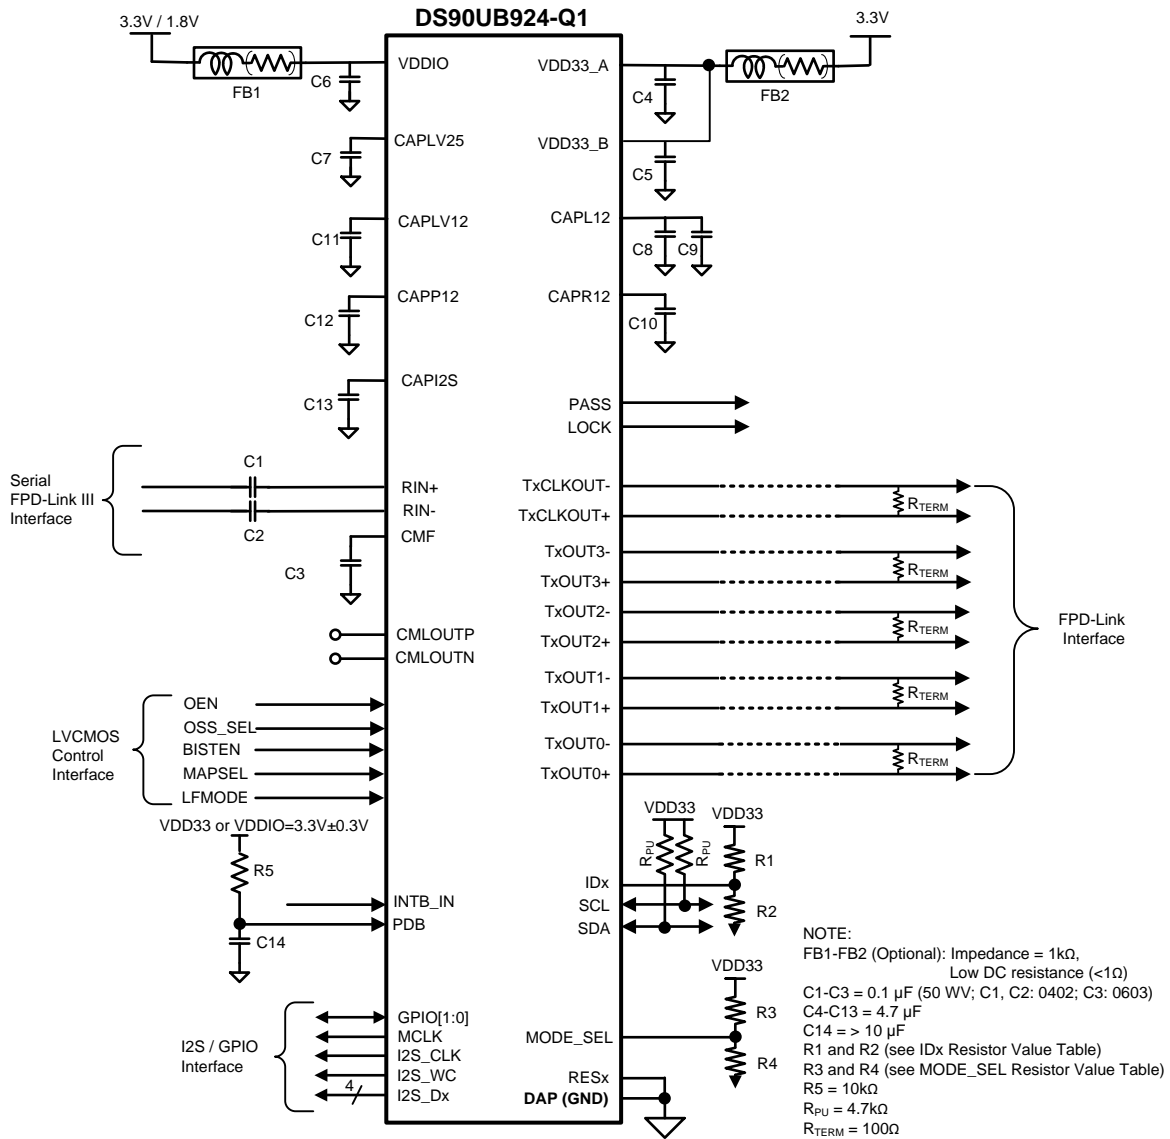 DS90UB924-Q1
3.3V / 1.8V
FB1
C6
VDDIO
C7
CAPLV25
C11
CAPLV12
C12
CAPP12
C13
CAPI2S
Serial
FPD-Link III
Interface
C1
C2
RIN+
RIN-
CMF
C3
CMLOUTP
CMLOUTN
LVCMOS
Control
Interface
OEN
OSS_SEL
BISTEN
MAPSEL
LFMODE
VDD33 or VDDIO=3.3V±0.3V
R5
INTB_IN
PDB
C14
I2S / GPIO
Interface
GPIO[1:0]
MCLK
I2S_CLK
I2S_WC
4
I2S_Dx
3.3V
VDD33_A
C4
FB2
VDD33_B
C5
CAPL12
C8
C9
CAPR12
C10
PASS
LOCK
TxCLKOUT-
RTERM
TxCLKOUT+
TxOUT3-
RTERM
TxOUT3+
TxOUT2-
RTERM
TxOUT2+
TxOUT1-
RTERM
TxOUT1+
TxOUT0-
RTERM
TxOUT0+
FPD-Link
Interface
VDD33
VDD33
RPU
RPU
R1
IDx
SCL
R2
SDA
VDD33
R3
MODE_SEL
R4
RESx
DAP (GND)
NOTE:
FB1-FB2 (Optional): Impedance = 1kΩ,
Low DC resistance (<1Ω)
C1-C3 = 0.1 µF (50 WV; C1, C2: 0402; C3: 0603)
C4-C13 = 4.7 µF
C14 = > 10 µF
R1 and R2 (see IDx Resistor Value Table)
R3 and R4 (see MODE_SEL Resistor Value Table)
R5 = 10kΩ
RPU = 4.7kΩ
RTERM = 100Ω